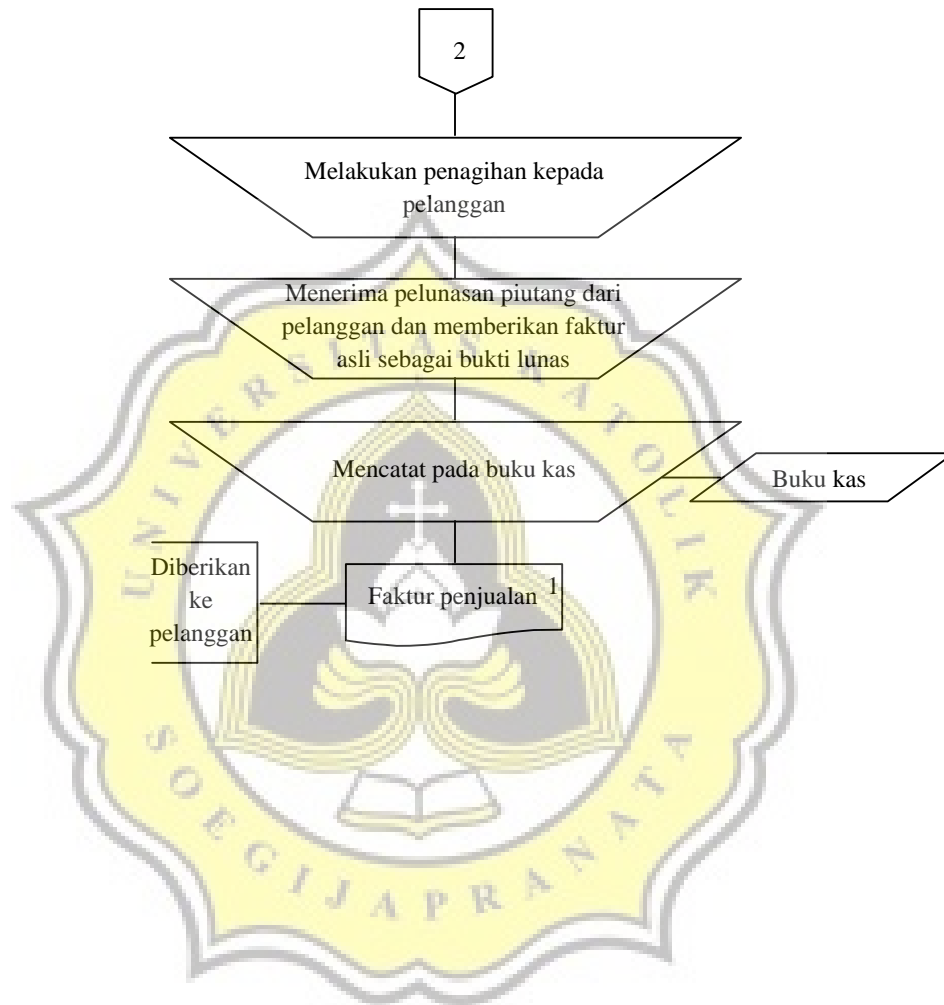 2
Melakukan penagihan kepada
pelanggan
Menerima pelunasan piutang dari
pelanggan dan memberikan faktur
asli sebagai bukti lunas
Mencatat pada buku kas
Buku kas
Diberikan
ke
pelanggan
Faktur penjualan 1
UNIVERSITAS KATOLIK
SOEGIJAPRANATA